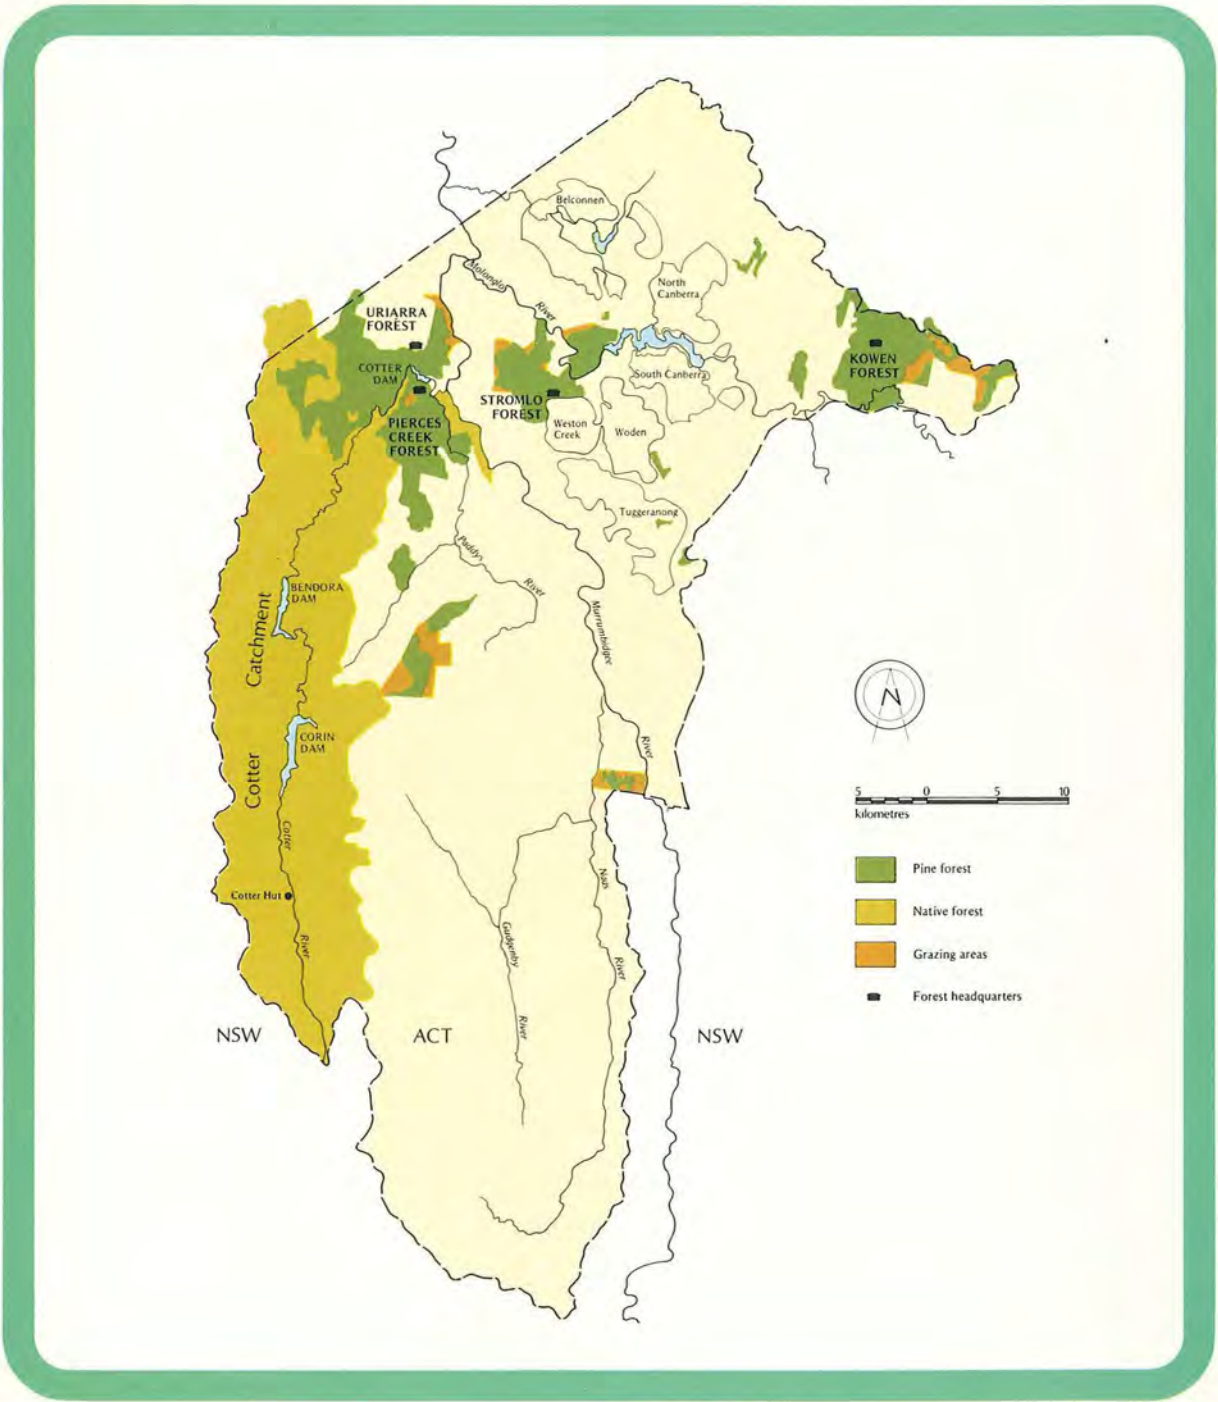 Belconnen
Molonglo
River
North
Canberra
URIARRA
FOREST
COTTER
DAM
STROMLO
FOREST
South Canberra
KOWEN
FOREST
PIERCES
CREEK
FOREST
Weston
Creek
Woden
Tuggeranong
Paddys
River
BENDORA
DAM
Catchment
Murrumbidgee
River
CORIN
DAM
Cotter
Cotter
River
Cotter Hut
Naas
River
Gudgenby
River
NSW
ACT
NSW
N
5 0 5 10
kilometres
Pine forest
Native forest
Grazing areas
Forest headquarters